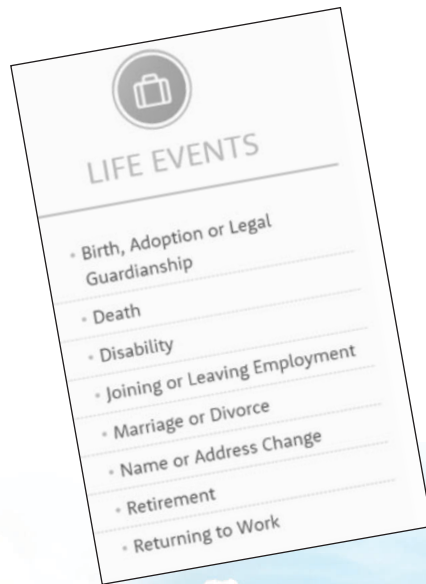 LIFE EVENTS
• Birth, Adoption or Legal
Guardianship
• Death
• Disability
• Joining or Leaving Employment
• Marriage or Divorce
• Name or Address Change
• Retirement
• Returning to Work